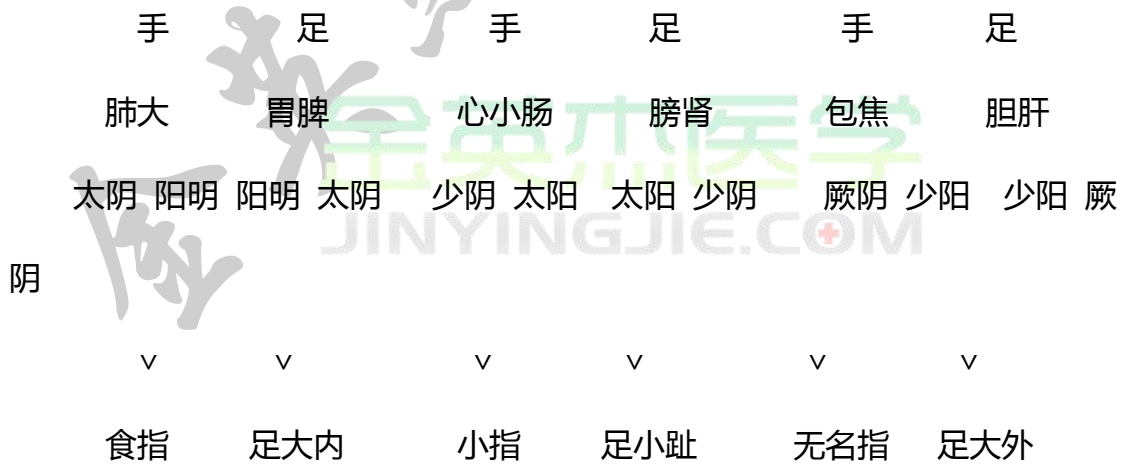 手 足 手 足 手 足
肺大 胃脾 心小肠 膀肾 包焦 胆肝
金英杰医学
太阴 阳明 阳明 太阴 少阴 太阳 太阳 少阴 厥阴 少阳 少阳 厥
JINYINGJIE.COM
阴
∨ ∨ ∨ ∨ ∨ ∨
食指 足大内 小指 足小趾 无名指 足大外